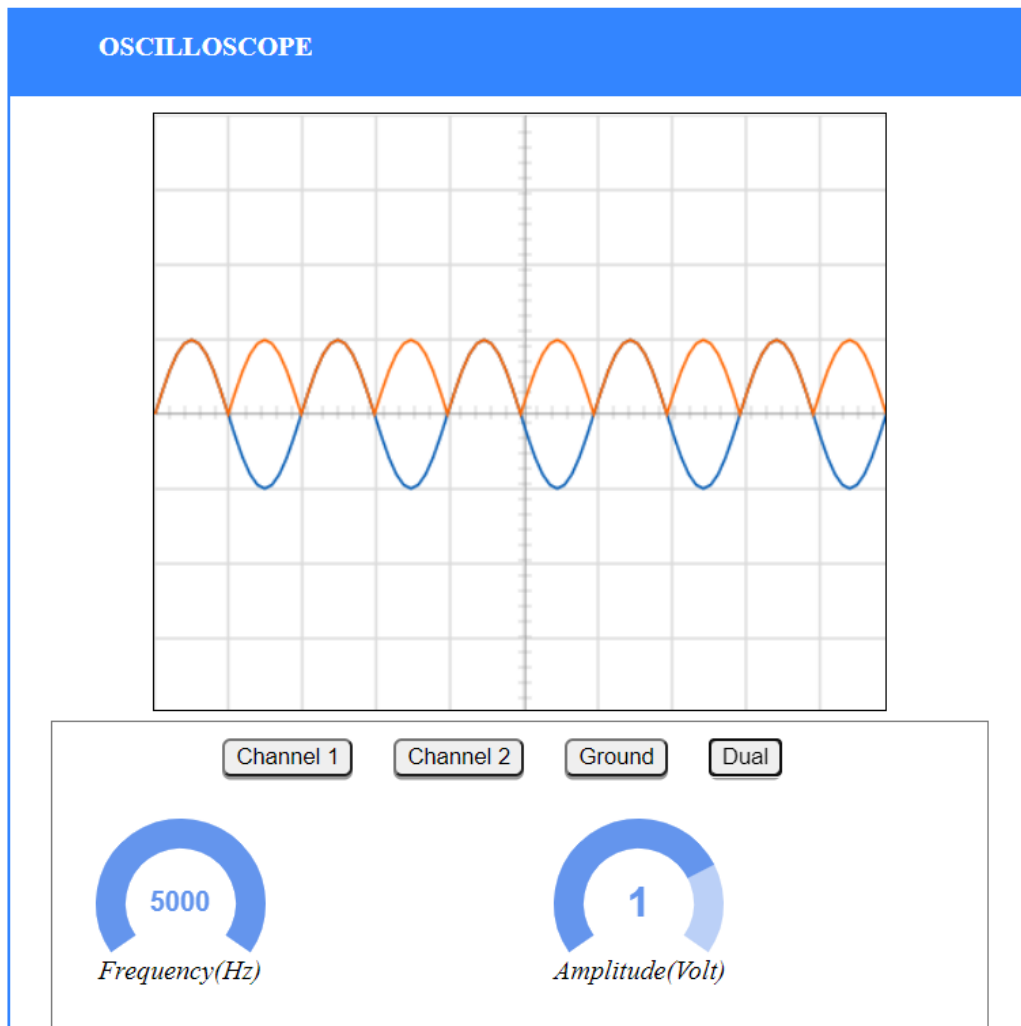 OSCILLOSCOPE
Channel 1 Channel 2 Ground Dual
5000 1
Frequency(Hz) Amplitude(Volt)